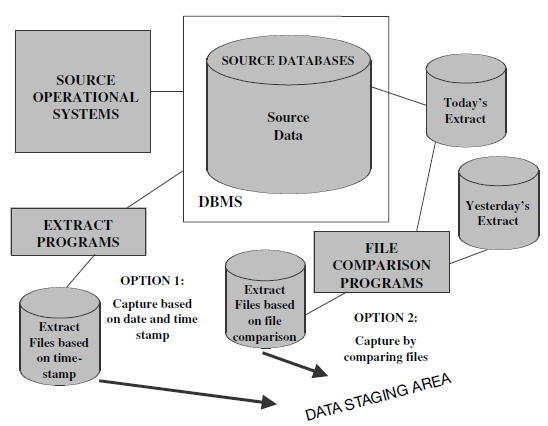 SOURCE
OPERATIONAL
SYSTEMS
SOURCE DATABASES
Source
Data
DBMS
Today's
Extract
Yesterday's
Extract
EXTRACT
PROGRAMS
FILE
COMPARISON
PROGRAMS
OPTION 1:
Capture based
on date and time
stamp
Extract
Files based
on time-
stamp
Extract
Files based
on file
comparison
OPTION 2:
Capture by
comparing files
DATA STAGING AREA